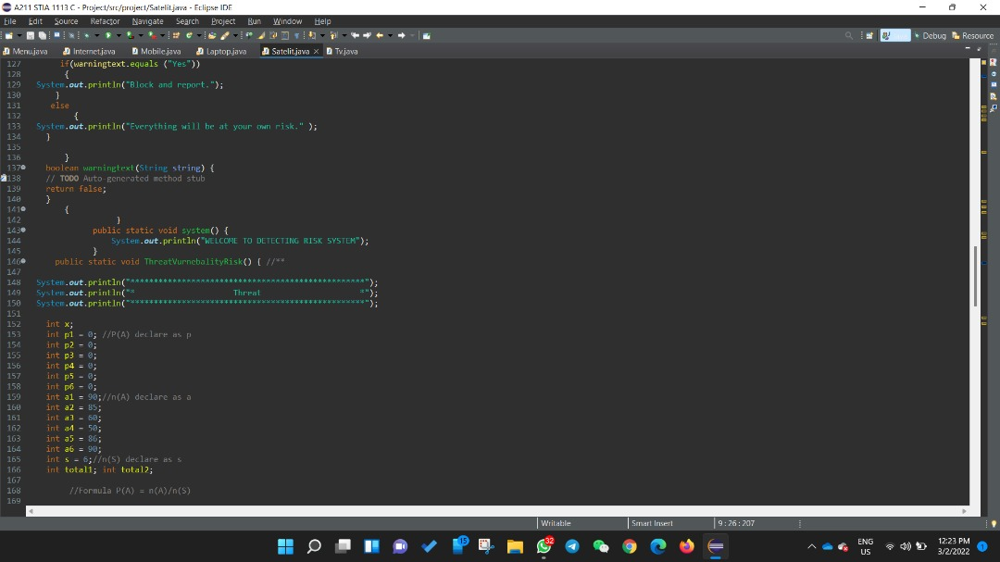 A211 STIA 1113 C - Project/src/project/Satelit.java - Eclipse IDE
File Edit Source Refactor Navigate Search Project Run Window Help
Debug Resource
Menu.java Internet.java Mobile.java Laptop.java Satelit.java Tv.java
127 if(warningtext.equals ("Yes"))
128 {
129 System.out.println("Block and report.");
130 }
131 else
132 {
133 System.out.println("Everything will be at your own risk." );
134 }
135
136 }
137 boolean warningtext(String string) {
138 // TODO Auto-generated method stub
139 return false;
140 }
141 {
142 }
143 public static void system() {
144 System.out.println("WELCOME TO DETECTING RISK SYSTEM");
145 }
146 public static void ThreatVurnebalityRisk() { //**
147
148 System.out.println("**************************************************");
149 System.out.println("* Threat *");
150 System.out.println("**************************************************");
151
152 int x;
153 int p1 = 0; //P(A) declare as p
154 int p2 = 0;
155 int p3 = 0;
156 int p4 = 0;
157 int p5 = 0;
158 int p6 = 0;
159 int a1 = 90;//n(A) declare as a
160 int a2 = 85;
161 int a3 = 60;
162 int a4 = 50;
163 int a5 = 86;
164 int a6 = 90;
165 int s = 6;//n(S) declare as s
166 int total1; int total2;
167
168 //Formula P(A) = n(A)/n(S)
169
Writable Smart Insert 9 : 26 : 207
15 32
ENG
US
12:23 PM
3/2/2022
1